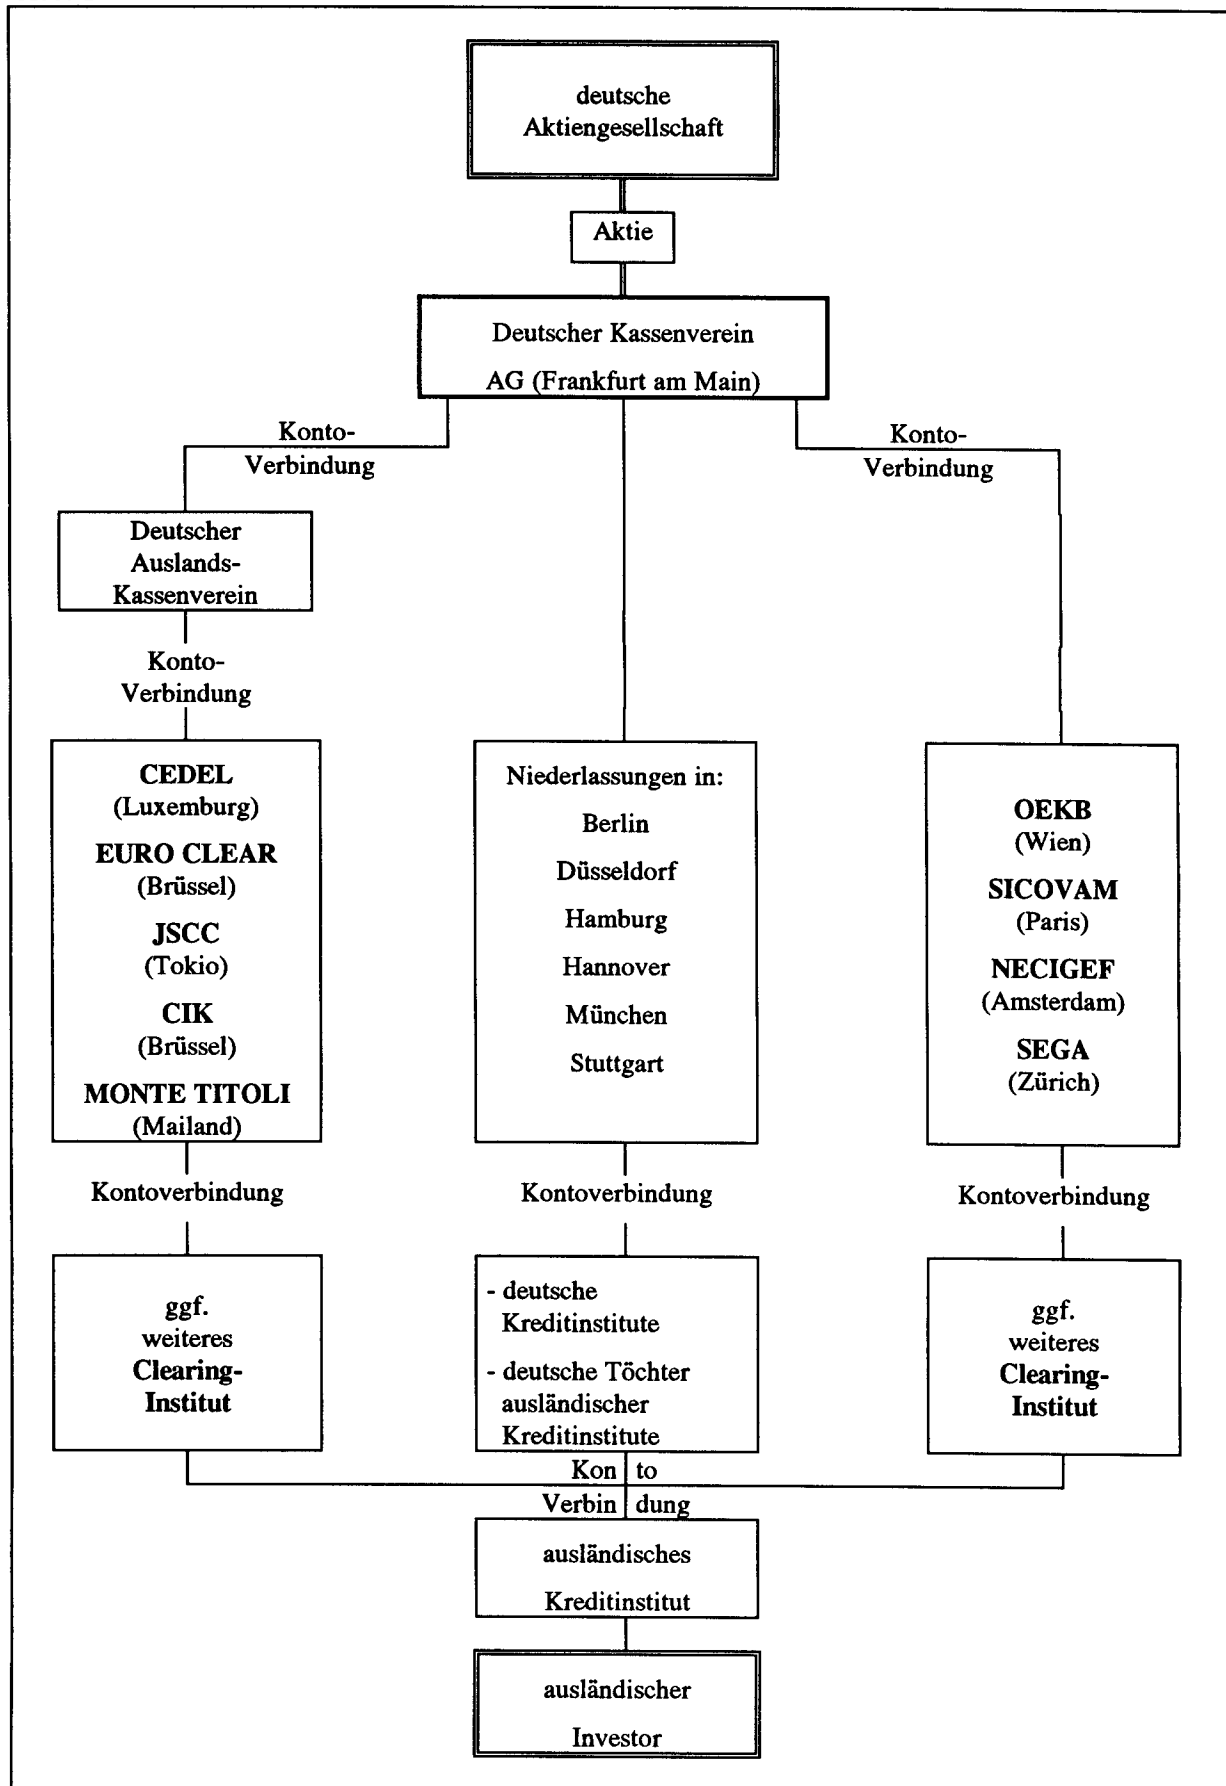 deutsche
Aktiengesellschaft
Aktie
Deutscher Kassenverein
AG (Frankfurt am Main)
Konto-
Verbindung
Konto-
Verbindung
Deutscher
Auslands-
Kassenverein
Konto-
Verbindung
CEDEL
(Luxemburg)
EURO CLEAR
(Brüssel)
JSCC
(Tokio)
CIK
(Brüssel)
MONTE TITOLI
(Mailand)
Niederlassungen in:
Berlin
Düsseldorf
Hamburg
Hannover
München
Stuttgart
OEKB
(Wien)
SICOVAM
(Paris)
NECIGEF
(Amsterdam)
SEGA
(Zürich)
Kontoverbindung
Kontoverbindung
Kontoverbindung
ggf.
weiteres
Clearing-
Institut
- deutsche
Kreditinstitute
- deutsche Töchter
ausländischer
Kreditinstitute
ggf.
weiteres
Clearing-
Institut
Kon to
Verbin dung
ausländisches
Kreditinstitut
ausländischer
Investor